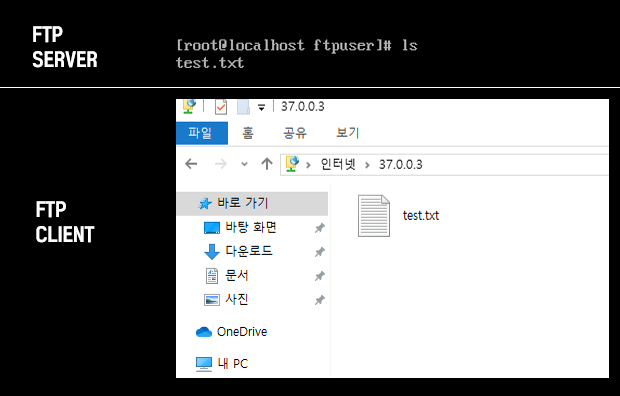 FTP
SERVER
[root@localhost ftpuser]# ls
test.txt
37.0.0.3
파일 홈 공유 보기
인터넷 37.0.0.3
FTP
CLIENT
바로 가기
바탕 화면
다운로드
문서
사진
OneDrive
내 PC
test.txt